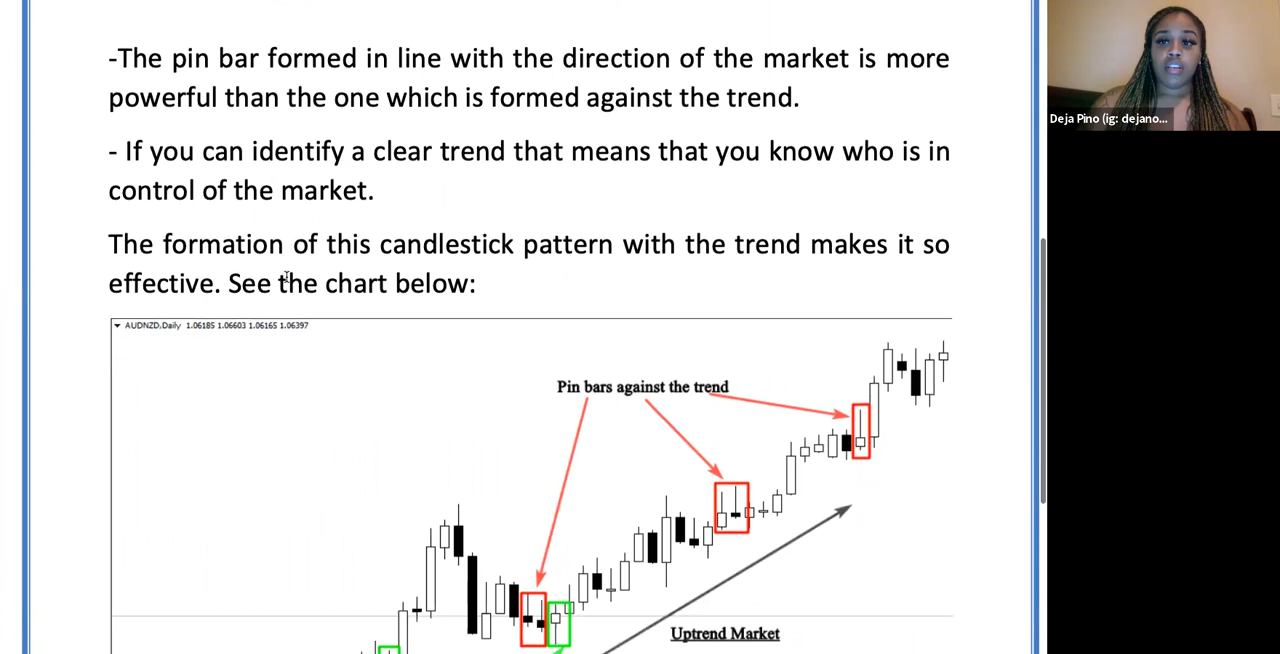 -The pin bar formed in line with the direction of the market is more
powerful than the one which is formed against the trend.
- If you can identify a clear trend that means that you know who is in
control of the market.
The formation of this candlestick pattern with the trend makes it so
effective. See the chart below:
AUDNZD,Daily 1.06185 1.06603 1.06165 1.06397
Pin bars against the trend
Uptrend Market
Deja Pino (ig: dejano...